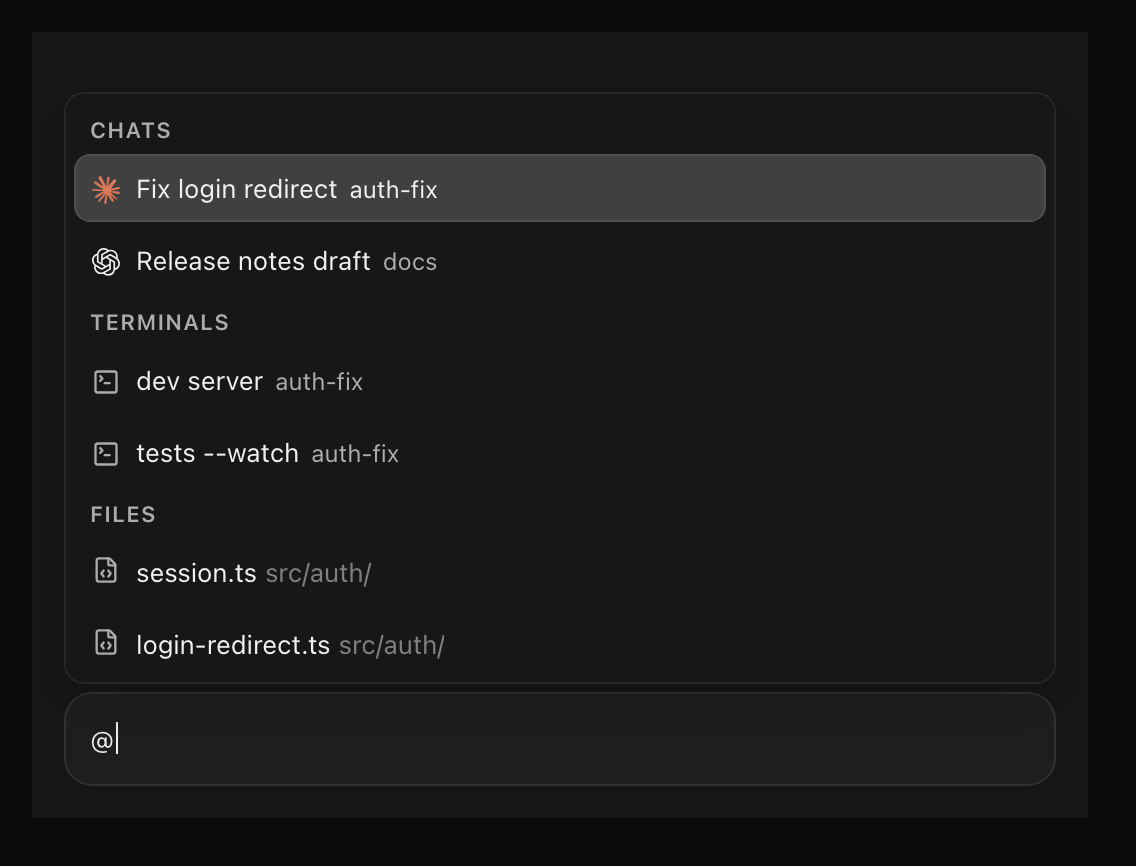 CHATS
Fix login redirect auth-fix
Release notes draft docs
TERMINALS
dev server auth-fix
tests --watch auth-fix
FILES
session.ts src/auth/
login-redirect.ts src/auth/
@